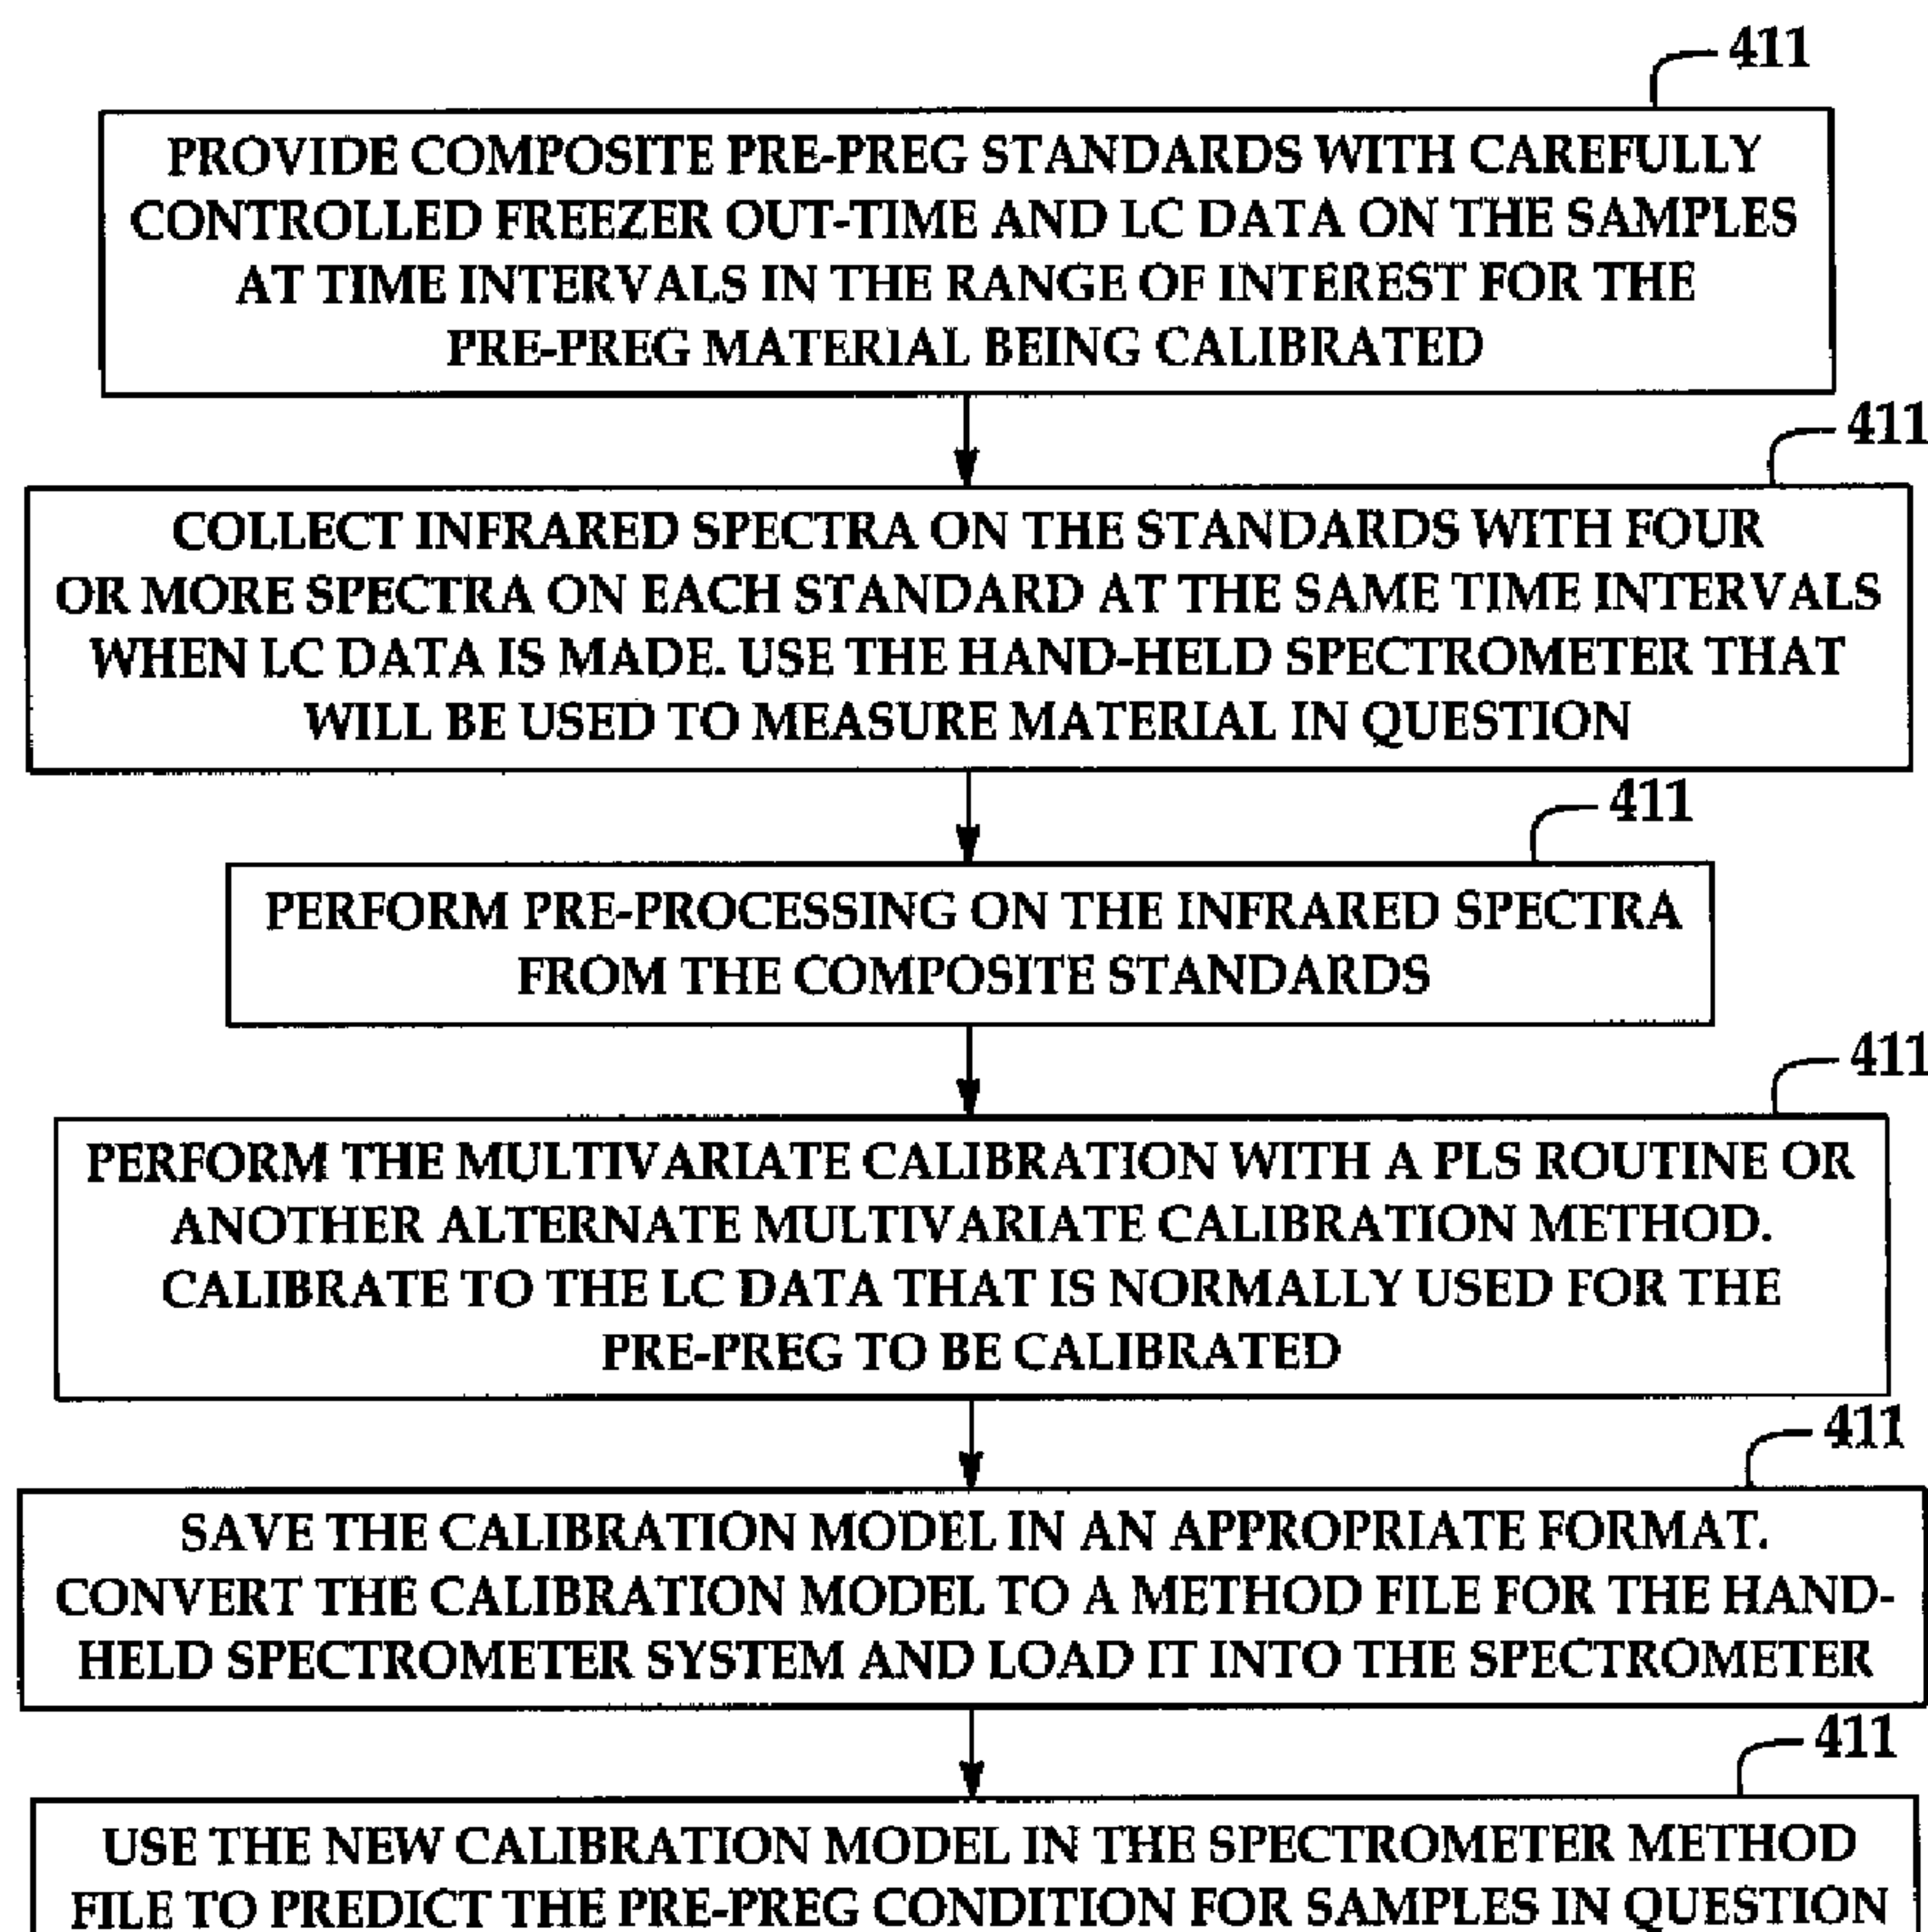 411
PROVIDE COMPOSITE PRE-PREG STANDARDS WITH CAREFULLY
CONTROLLED FREEZER OUT-TIME AND LC DATA ON THE SAMPLES
AT TIME INTERVALS IN THE RANGE OF INTEREST FOR THE
PRE-PREG MATERIAL BEING CALIBRATED
411
COLLECT INFRARED SPECTRA ON THE STANDARDS WITH FOUR
OR MORE SPECTRA ON EACH STANDARD AT THE SAME TIME INTERVALS
WHEN LC DATA IS MADE. USE THE HAND-HELD SPECTROMETER THAT
WILL BE USED TO MEASURE MATERIAL IN QUESTION
411
PERFORM PRE-PROCESSING ON THE INFRARED SPECTRA
FROM THE COMPOSITE STANDARDS
411
PERFORM THE MULTIVARIATE CALIBRATION WITH A PLS ROUTINE OR
ANOTHER ALTERNATE MULTIVARIATE CALIBRATION METHOD.
CALIBRATE TO THE LC DATA THAT IS NORMALLY USED FOR THE
PRE-PREG TO BE CALIBRATED
411
SAVE THE CALIBRATION MODEL IN AN APPROPRIATE FORMAT.
CONVERT THE CALIBRATION MODEL TO A METHOD FILE FOR THE HAND-
HELD SPECTROMETER SYSTEM AND LOAD IT INTO THE SPECTROMETER
411
USE THE NEW CALIBRATION MODEL IN THE SPECTROMETER METHOD
FILE TO PREDICT THE PRE-PREG CONDITION FOR SAMPLES IN QUESTION